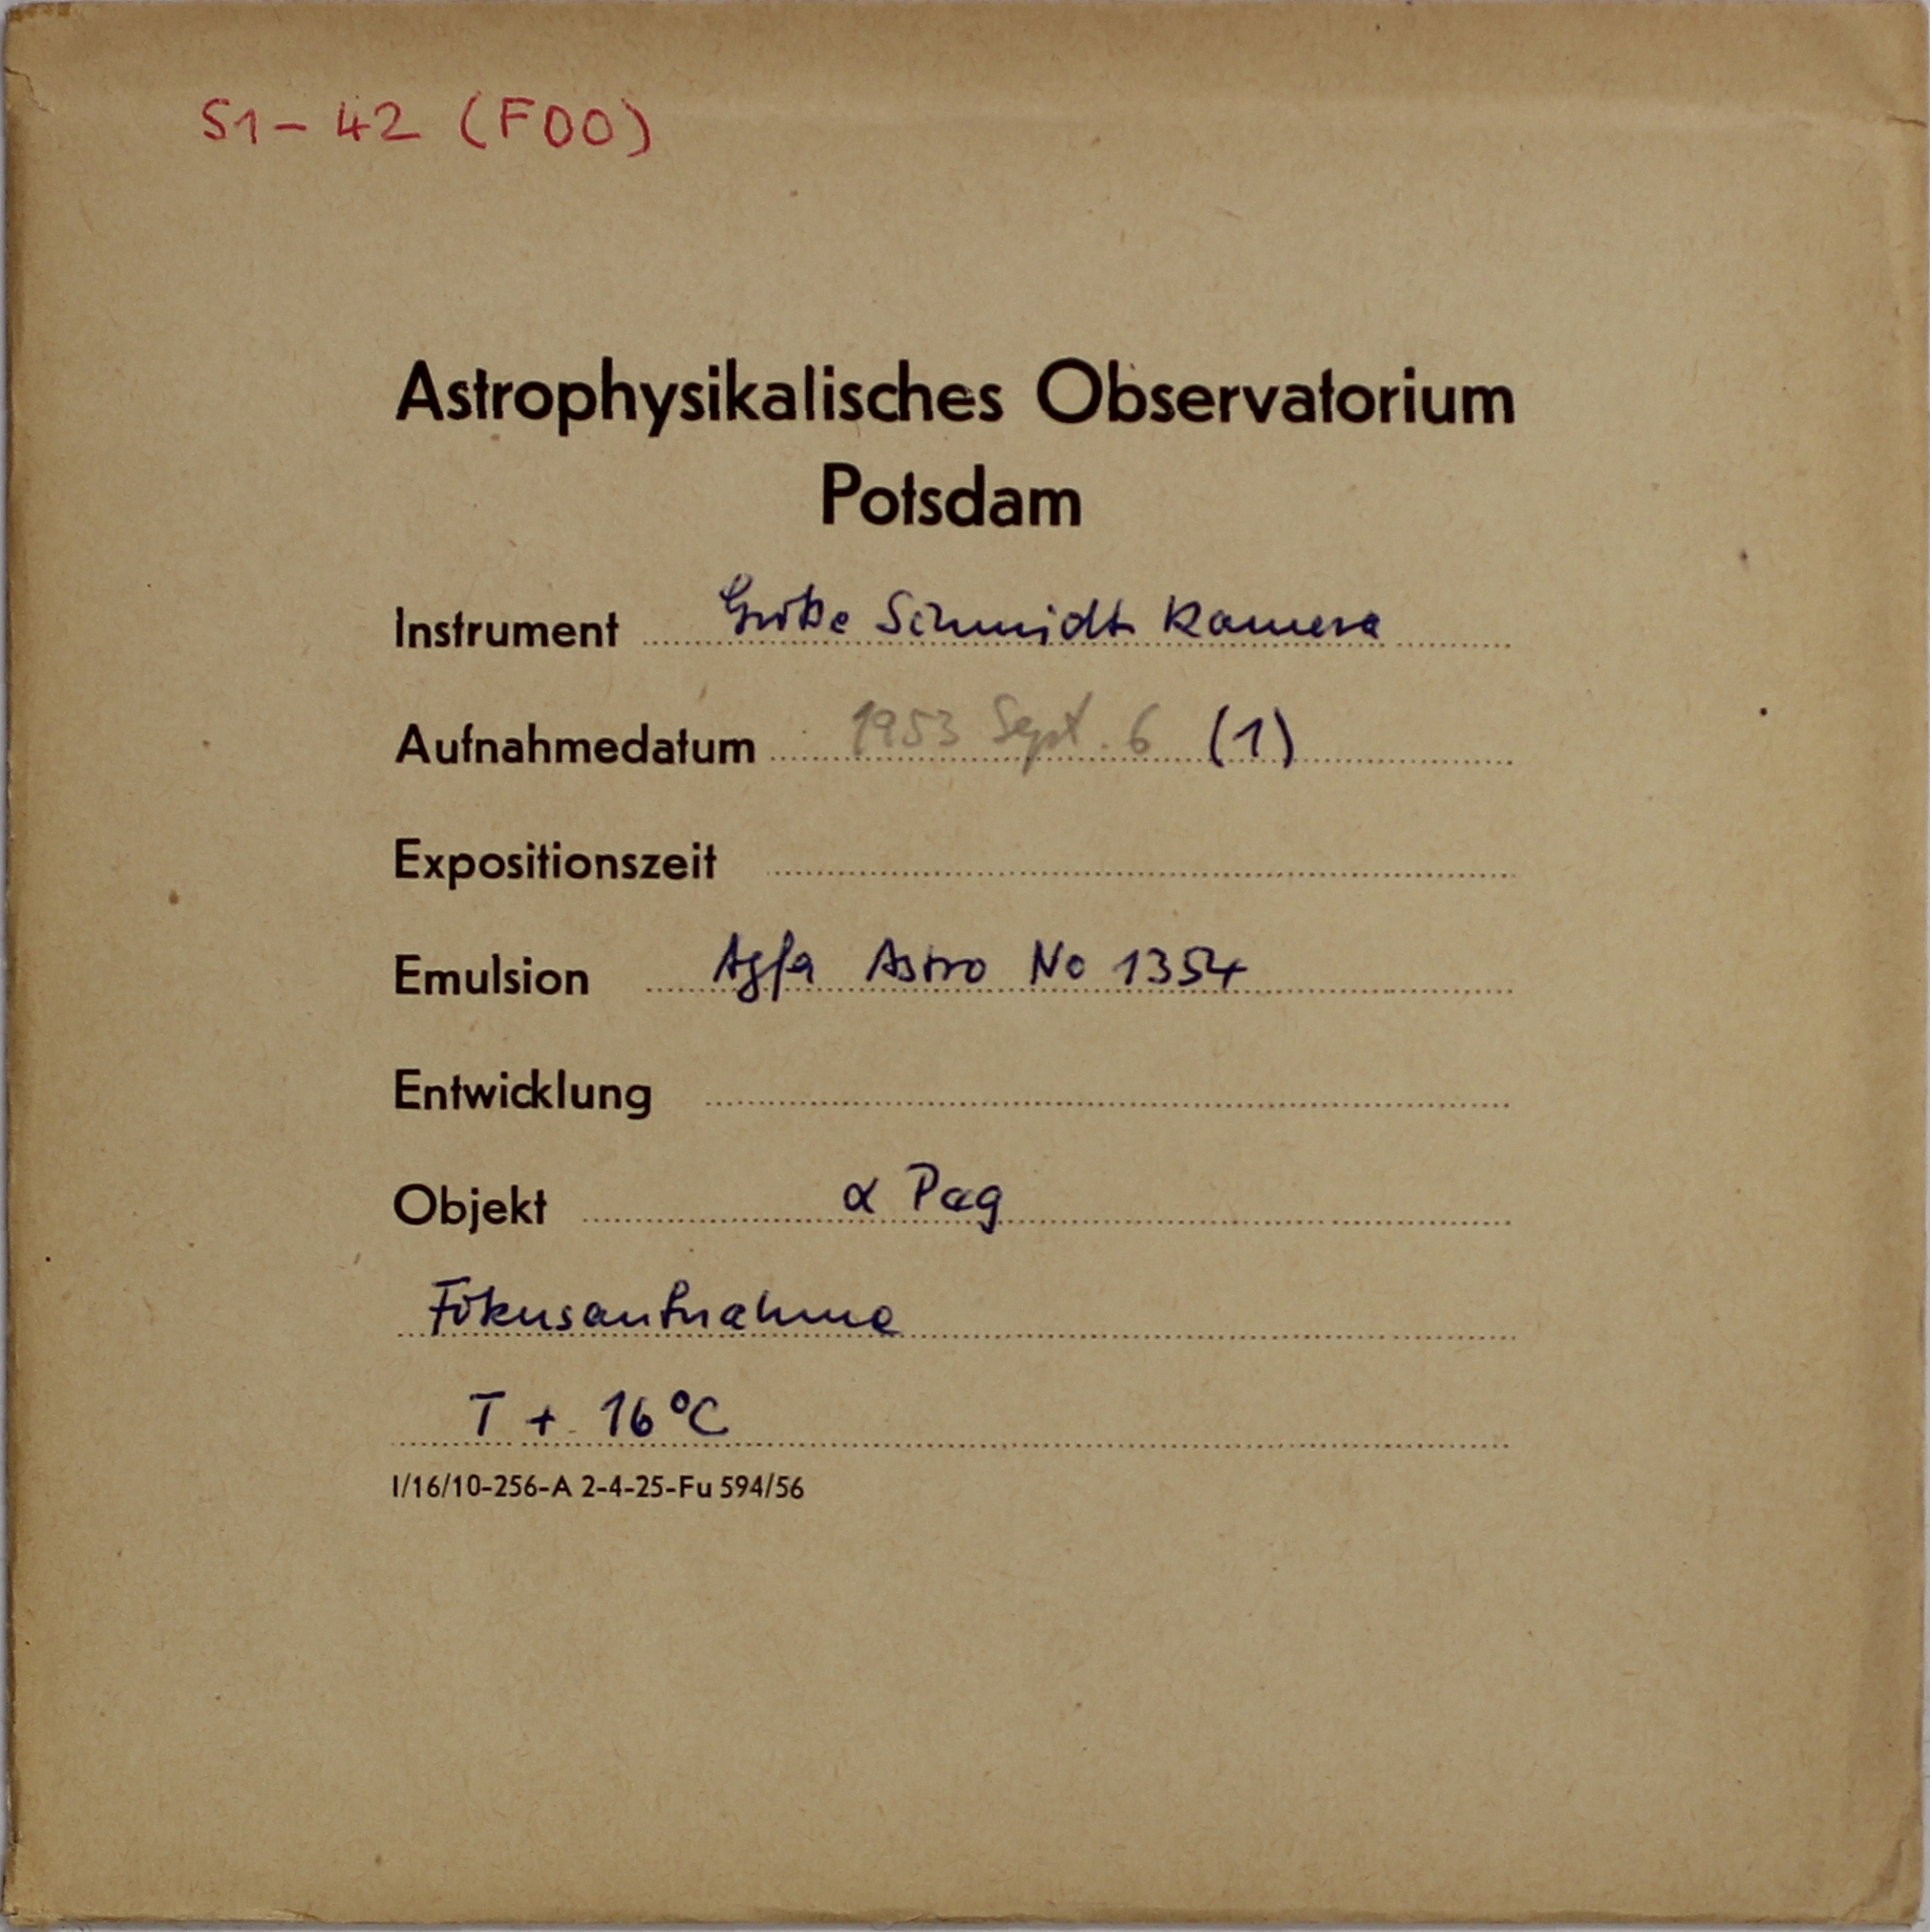 S1 - 42 (F00)
Astrophysikalisches Observatorium
Potsdam
Instrument Große Schmidt Kamera
Aufnahmedatum 1953 Sept. 6 (1)
Expositionszeit
Emulsion Agfa Astro No 1354
Entwicklung
Objekt α Peg
Fokusaufnahme
T + 16°C
I/16/10-256-A 2-4-25-Fu 594/56